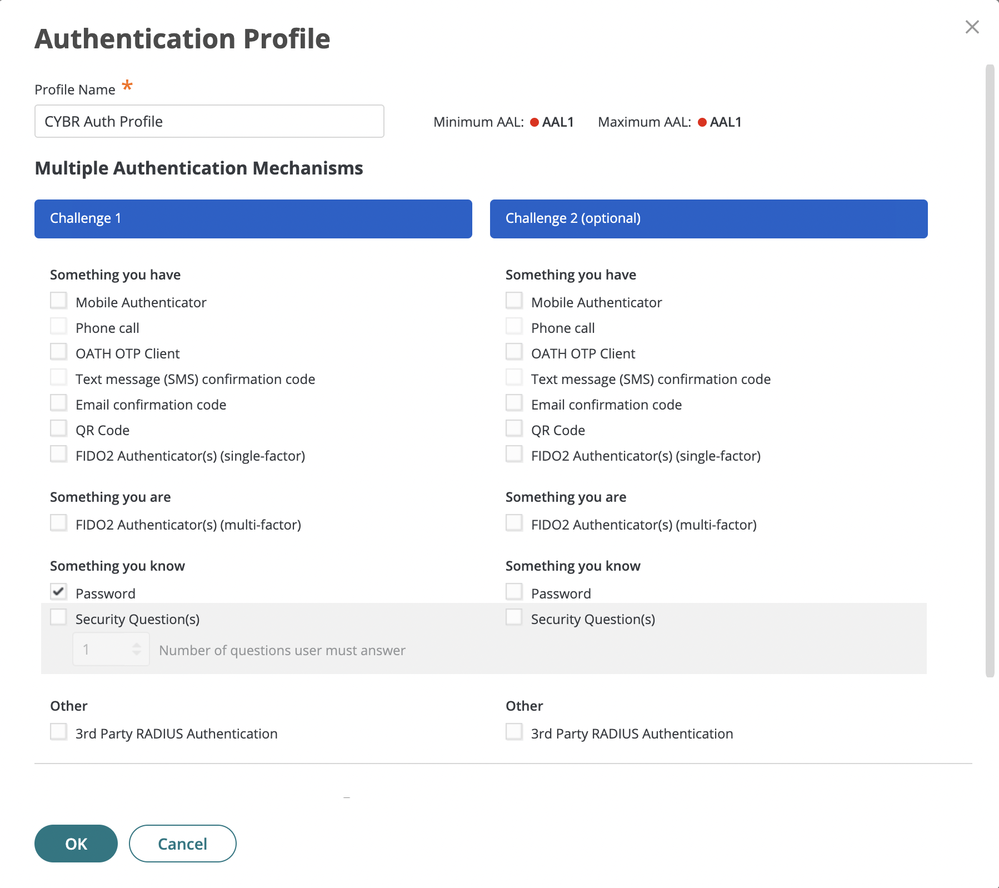 Authentication Profile
Profile Name *
CYBR Auth Profile
Minimum AAL: AAL1 Maximum AAL: AAL1
Multiple Authentication Mechanisms
Challenge 1
Something you have
Mobile Authenticator
Phone call
OATH OTP Client
Text message (SMS) confirmation code
Email confirmation code
QR Code
FIDO2 Authenticator(s) (single-factor)
Something you are
FIDO2 Authenticator(s) (multi-factor)
Something you know
Password
Security Question(s)
1 Number of questions user must answer
Other
3rd Party RADIUS Authentication
Challenge 2 (optional)
Something you have
Mobile Authenticator
Phone call
OATH OTP Client
Text message (SMS) confirmation code
Email confirmation code
QR Code
FIDO2 Authenticator(s) (single-factor)
Something you are
FIDO2 Authenticator(s) (multi-factor)
Something you know
Password
Security Question(s)
Other
3rd Party RADIUS Authentication
OK
Cancel